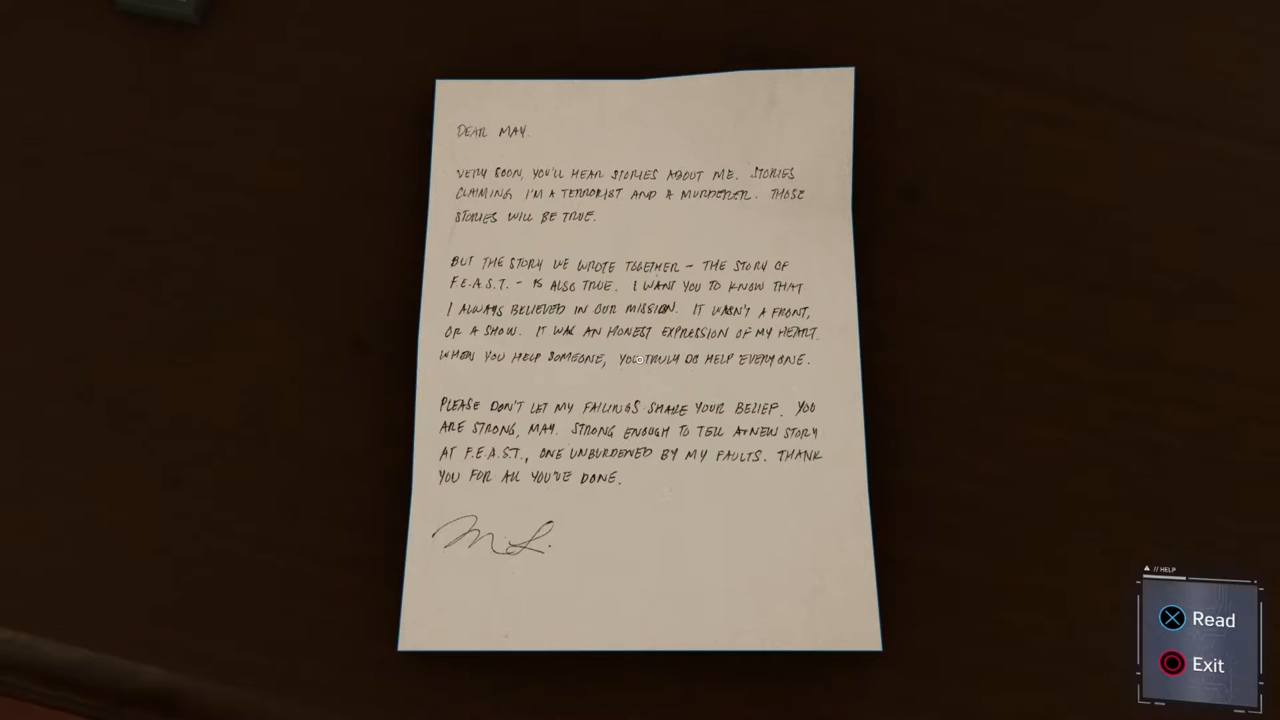 DEAR MAY.
VERY SOON, YOU'LL HEAR STORIES ABOUT ME. STORIES
CLAIMING I'M A TERRORIST AND A MURDERER. THOSE
STORIES WILL BE TRUE.
BUT THE STORY WE WROTE TOGETHER - THE STORY OF
F.E.A.S.T. - IS ALSO TRUE. I WANT YOU TO KNOW THAT
I ALWAYS BELIEVED IN OUR MISSION. IT WASN'T A FRONT,
OR A SHOW. IT WAS AN HONEST EXPRESSION OF MY HEART.
WHEN YOU HELP SOMEONE, YOU TRULY DO HELP EVERYONE.
PLEASE DON'T LET MY FAILINGS SHAKE YOUR BELIEF. YOU
ARE STRONG, MAY. STRONG ENOUGH TO TELL A NEW STORY
AT F.E.A.S.T., ONE UNBURDENED BY MY FAULTS. THANK
YOU FOR ALL YOU'VE DONE.
M.L.
// HELP
Read
Exit